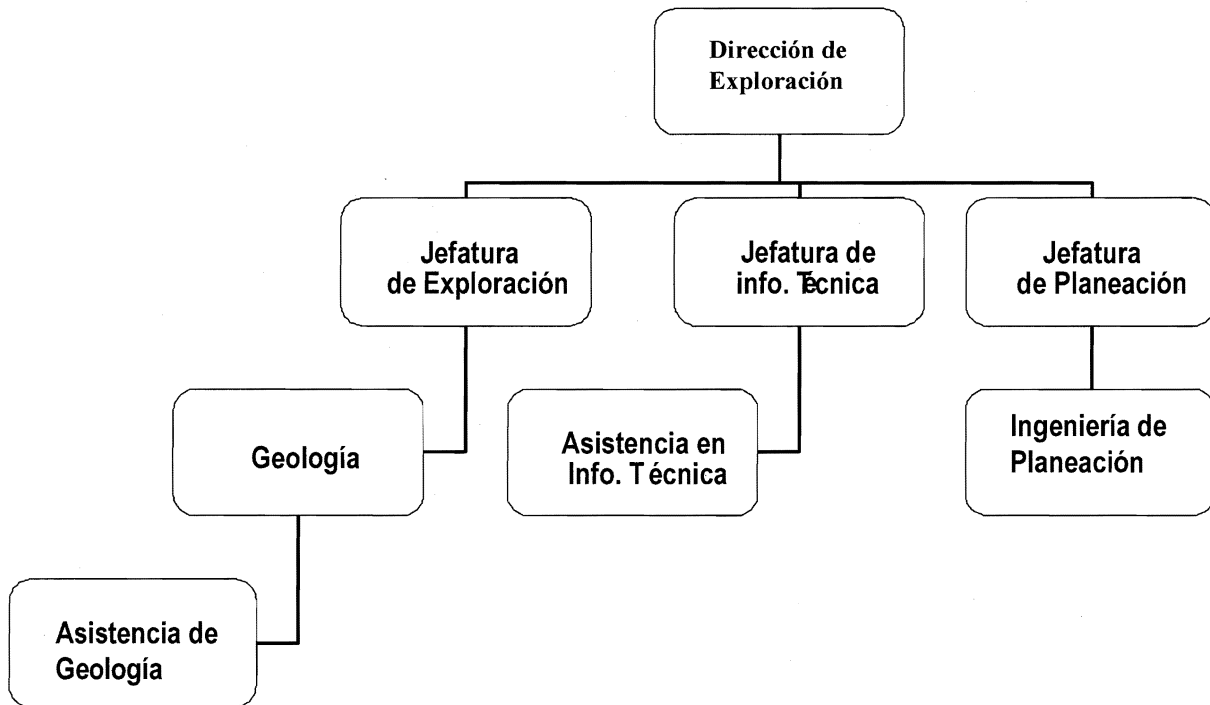 Dirección de
Exploración
Jefatura
de Exploración
Jefatura de
info. Técnica
Jefatura
de Planeación
Geología
Asistencia en
Info. Técnica
Ingeniería de
Planeación
Asistencia de
Geología